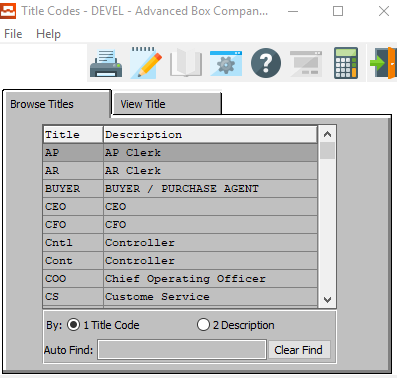 Title Codes - DEVEL - Advanced Box Compan...
File Help
Browse Titles View Title
Title Description
AP AP Clerk
AR AR Clerk
BUYER BUYER / PURCHASE AGENT
CEO CEO
CFO CFO
Cntl Controller
Cont Controller
COO Chief Operating Officer
CS Custome Service
By: 1 Title Code 2 Description
Auto Find: Clear Find